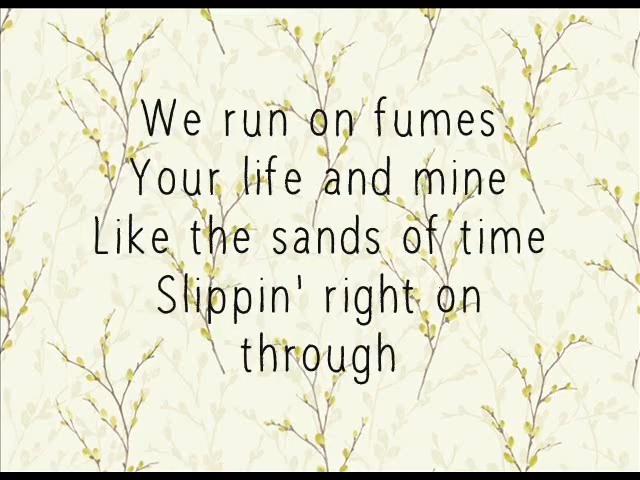 We run on fumes
Your life and mine
Like the sands of time
Slippin' right on
through